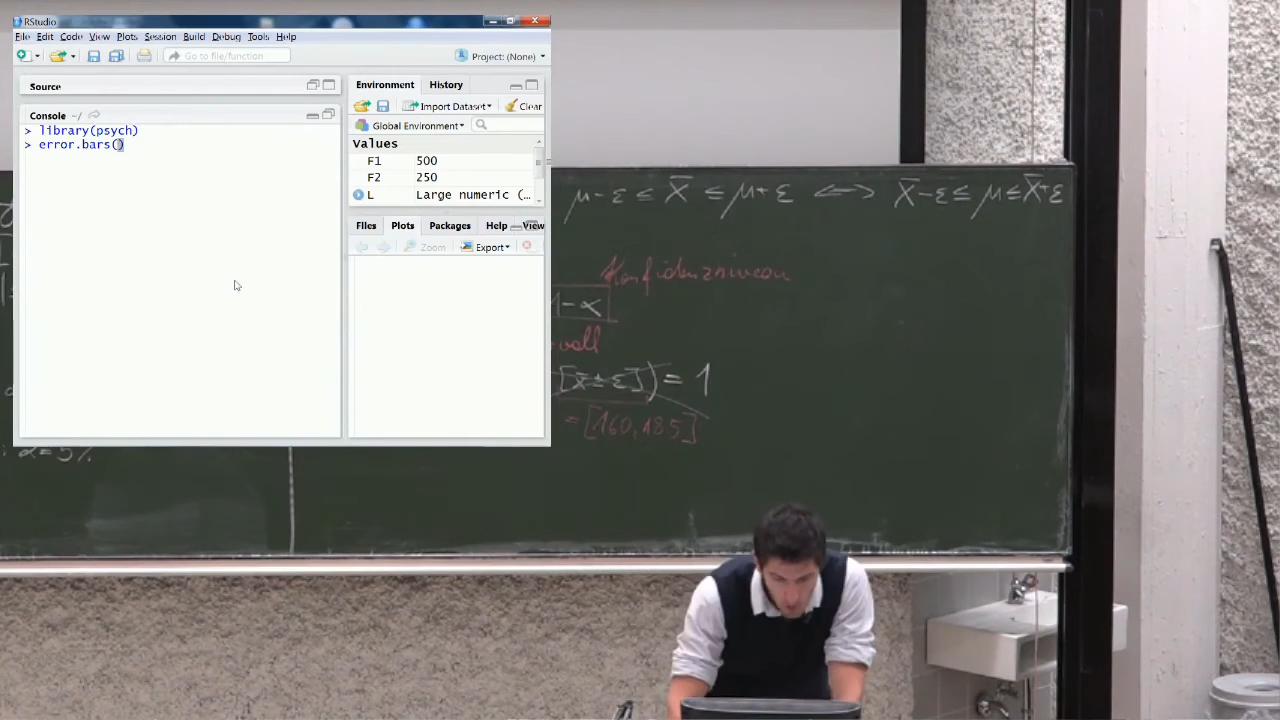 RStudio
File Edit Code View Plots Session Build Debug Tools Help
Go to file/function
Project: (None)
Source
Console ~/
> library(psych)
> error.bars()
Environment History
Import Dataset Clear
Global Environment
Values
F1 500
F2 250
L Large numeric (…
Files Plots Packages Help View
Zoom Export
μ-ε ≤ X̄ ≤ μ+ε ⟺ X̄-ε ≤ μ ≤ X̄+ε
Konfidenzniveau
1-α
vall
[X̄±ε]) = 1
= [160,185]
: α=5%